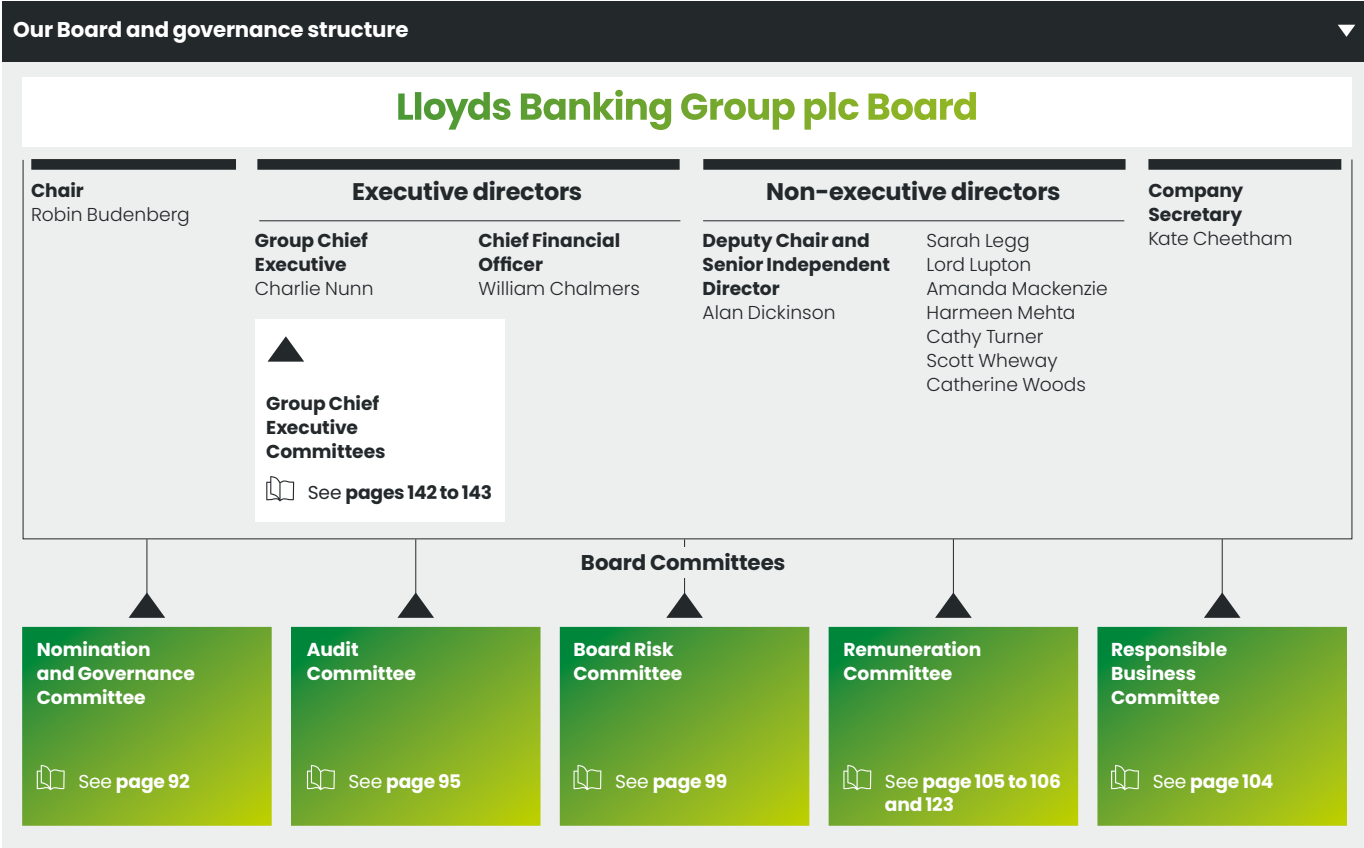 Our Board and governance structure
Lloyds Banking Group plc Board
Chair
Robin Budenberg
Executive directors
Group Chief
Executive
Charlie Nunn
Chief Financial
Officer
William Chalmers
Group Chief
Executive
Committees
See pages 142 to 143
Non-executive directors
Deputy Chair and
Senior Independent
Director
Alan Dickinson
Sarah Legg
Lord Lupton
Amanda Mackenzie
Harmeen Mehta
Cathy Turner
Scott Wheway
Catherine Woods
Company
Secretary
Kate Cheetham
Board Committees
Nomination
and Governance
Committee
See page 92
Audit
Committee
See page 95
Board Risk
Committee
See page 99
Remuneration
Committee
See page 105 to 106
and 123
Responsible
Business
Committee
See page 104